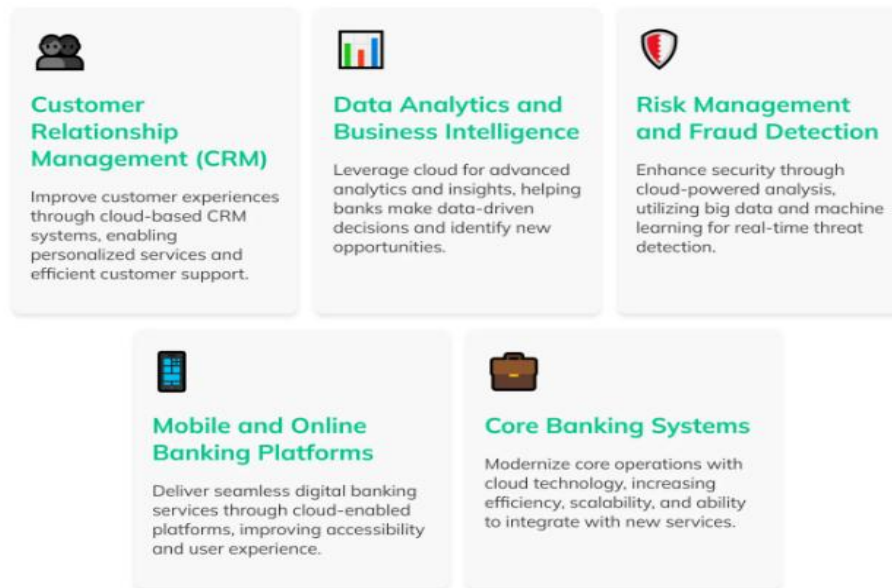 Customer
Relationship
Management (CRM)
Improve customer experiences
through cloud-based CRM
systems, enabling
personalized services and
efficient customer support.
Data Analytics and
Business Intelligence
Leverage cloud for advanced
analytics and insights, helping
banks make data-driven
decisions and identify new
opportunities.
Risk Management
and Fraud Detection
Enhance security through
cloud-powered analysis,
utilizing big data and machine
learning for real-time threat
detection.
Mobile and Online
Banking Platforms
Deliver seamless digital banking
services through cloud-enabled
platforms, improving accessibility
and user experience.
Core Banking Systems
Modernize core operations with
cloud technology, increasing
efficiency, scalability, and ability
to integrate with new services.